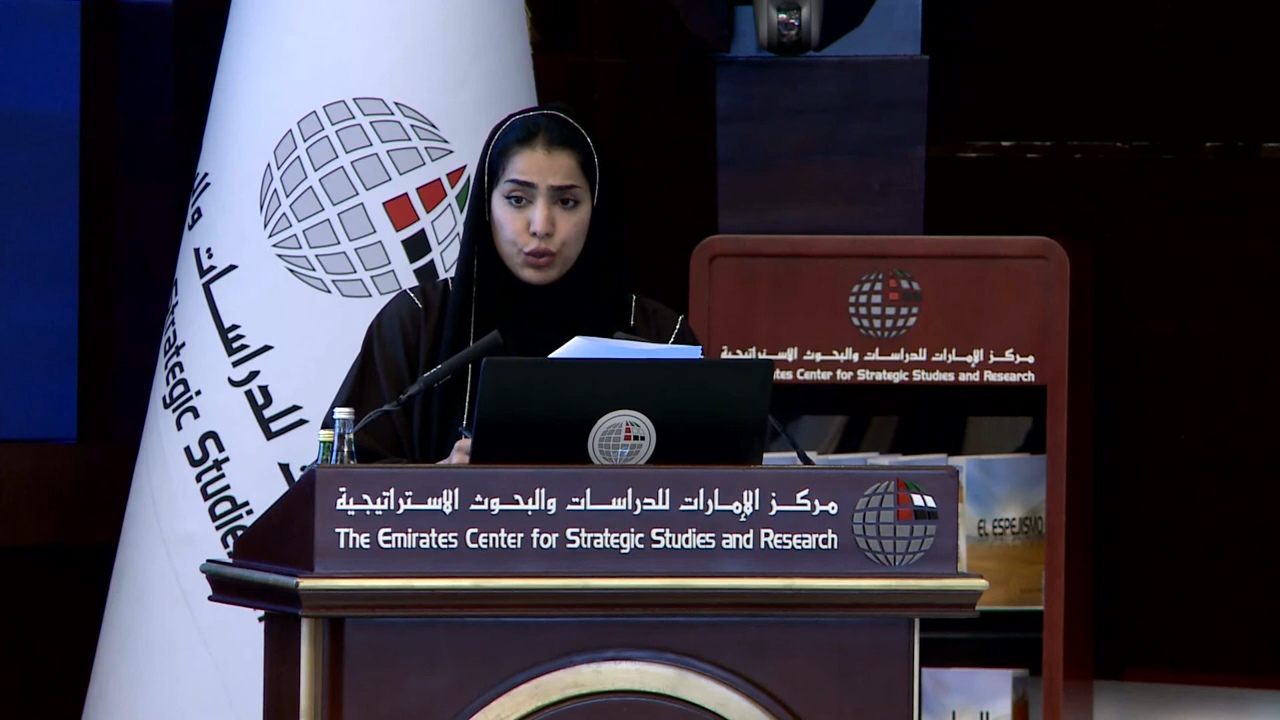 للدراسات وال
Strategic Studies
مركز الإمارات للدراسات والبحوث الاستراتيجية
Center for Strategic Studies and Research
مركز الإمارات للدراسات والبحوث الاستراتيجية
The Emirates Center for Strategic Studies and Research
EL ESPEJISMO